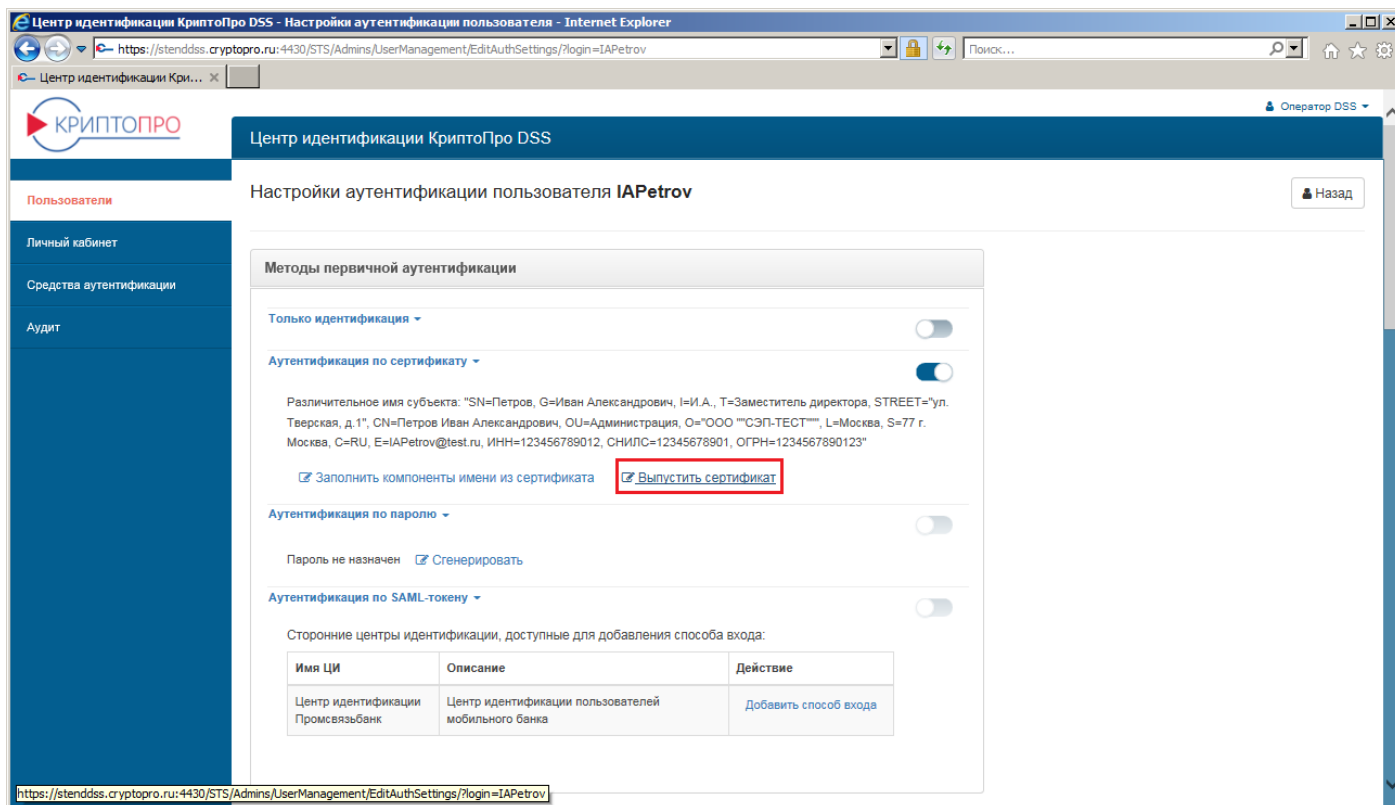 Центр идентификации КриптоПро DSS - Настройки аутентификации пользователя - Internet Explorer
https://stenddss.cryptopro.ru:4430/STS/Admins/UserManagement/EditAuthSettings/?login=IAPetrov
Поиск...
Центр идентификации Кри...
Оператор DSS
КРИПТОПРО
Центр идентификации КриптоПро DSS
Настройки аутентификации пользователя IAPetrov
Назад
Пользователи
Личный кабинет
Средства аутентификации
Аудит
Методы первичной аутентификации
Только идентификация
Аутентификация по сертификату
Различительное имя субъекта: "SN=Петров, G=Иван Александрович, I=И.А., T=Заместитель директора, STREET="ул.
Тверская, д.1", CN=Петров Иван Александрович, OU=Администрация, O="ООО ""СЭП-ТЕСТ""", L=Москва, S=77 г.
Москва, C=RU, E=IAPetrov@test.ru, ИНН=123456789012, СНИЛС=12345678901, ОГРН=1234567890123"
Заполнить компоненты имени из сертификата Выпустить сертификат
Аутентификация по паролю
Пароль не назначен Сгенерировать
Аутентификация по SAML-токену
Сторонние центры идентификации, доступные для добавления способа входа:
Имя ЦИ Описание Действие
Центр идентификации Центр идентификации пользователей Добавить способ входа
Промсвязьбанк мобильного банка
https://stenddss.cryptopro.ru:4430/STS/Admins/UserManagement/EditAuthSettings/?login=IAPetrov